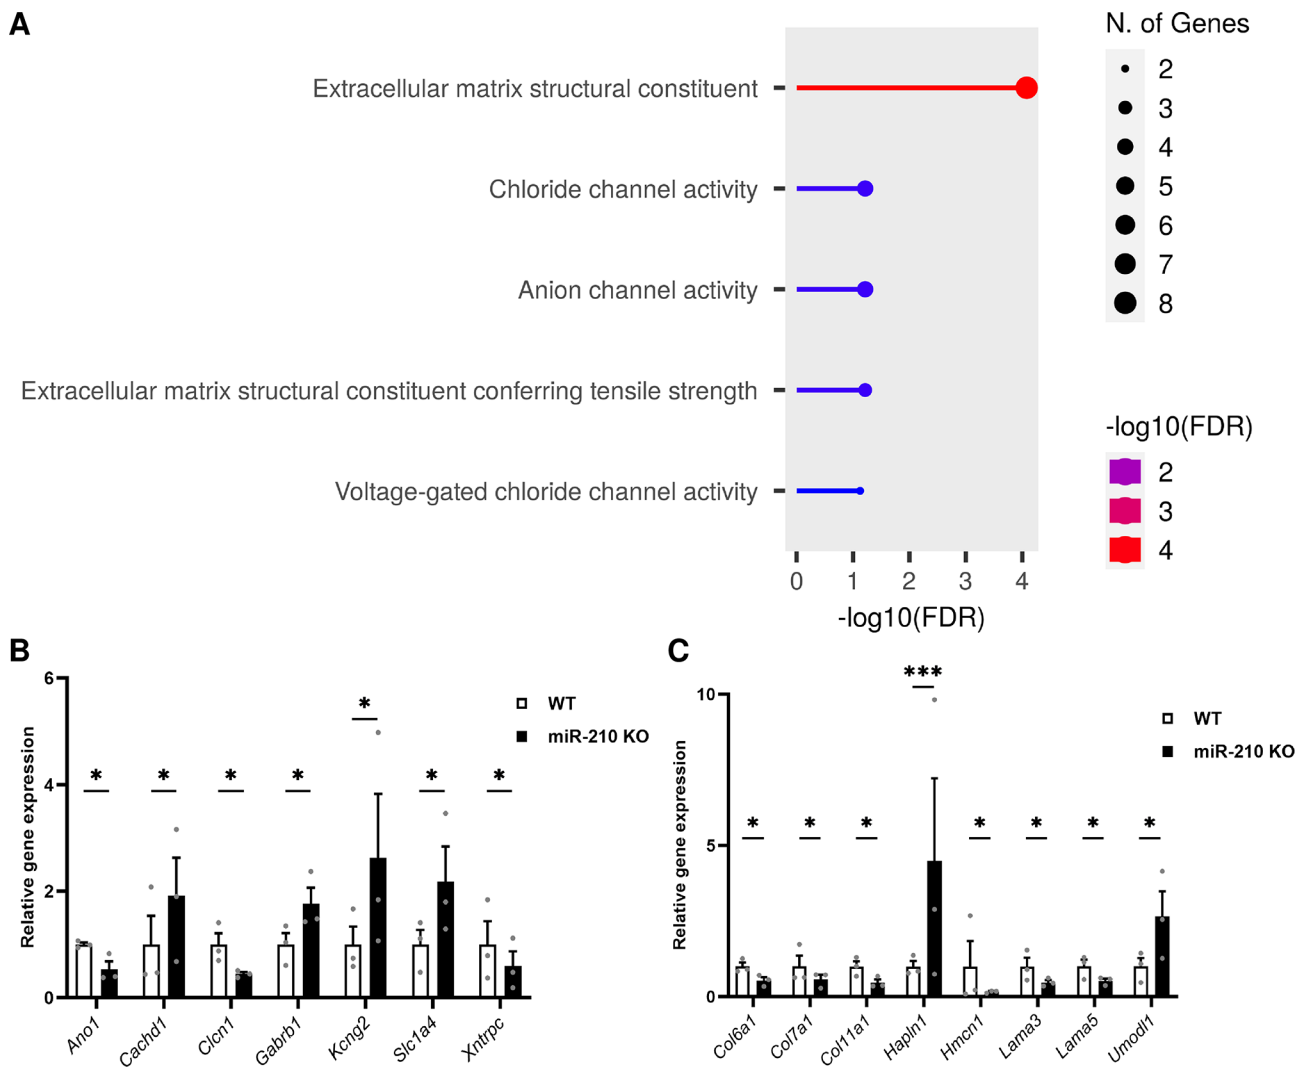 A
Extracellular matrix structural constituent
Chloride channel activity
Anion channel activity
Extracellular matrix structural constituent conferring tensile strength
Voltage-gated chloride channel activity
0 1 2 3 4
-log10(FDR)
N. of Genes
2
3
4
5
6
7
8
-log10(FDR)
2
3
4
B
Relative gene expression
6
4
2
0
* * * * * * *
WT
miR-210 KO
Ano1 Cachd1 Clcn1 Gabrb1 Kcng2 Slc1a4 Xntrpc
C
Relative gene expression
10
5
0
* * * *** * * * *
WT
miR-210 KO
Col6a1 Col7a1 Col11a1 Hapln1 Hmcn1 Lama3 Lama5 Umodl1